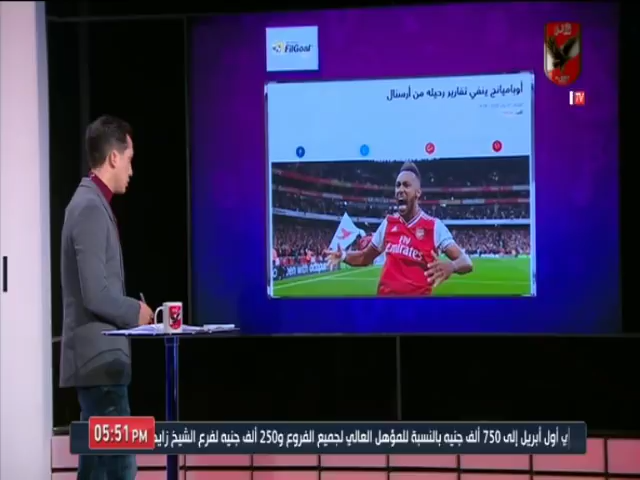 FilGoal
TV
أوباميانج ينفي تقارير رحيله من أرسنال
Fly
Emirates
05:51 PM
ي أول أبريل إلى 750 ألف جنيه بالنسبة للمؤهل العالي لجميع الفروع و250 ألف جنيه لفرع الشيخ زايد